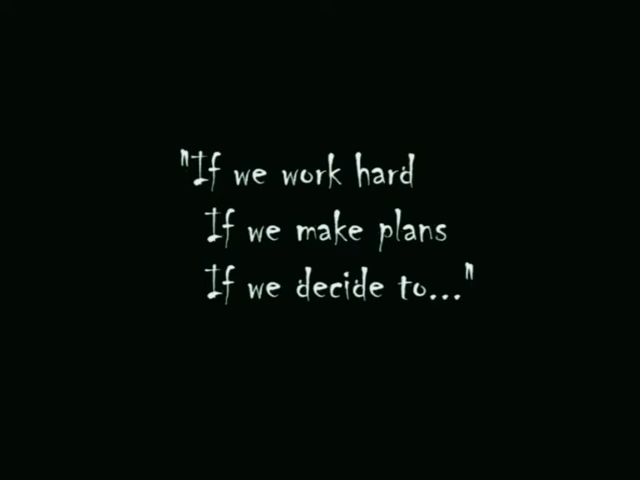 "If we work hard
If we make plans
If we decide to..."